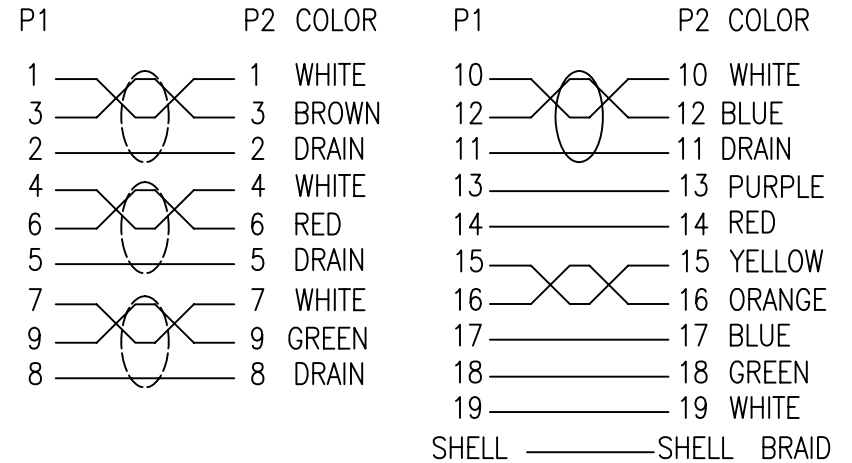 P1 P2 COLOR
1 1 WHITE
3 3 BROWN
2 2 DRAIN
4 4 WHITE
6 6 RED
5 5 DRAIN
7 7 WHITE
9 9 GREEN
8 8 DRAIN
P1 P2 COLOR
10 10 WHITE
12 12 BLUE
11 11 DRAIN
13 13 PURPLE
14 14 RED
15 15 YELLOW
16 16 ORANGE
17 17 BLUE
18 18 GREEN
19 19 WHITE
SHELL SHELL BRAID